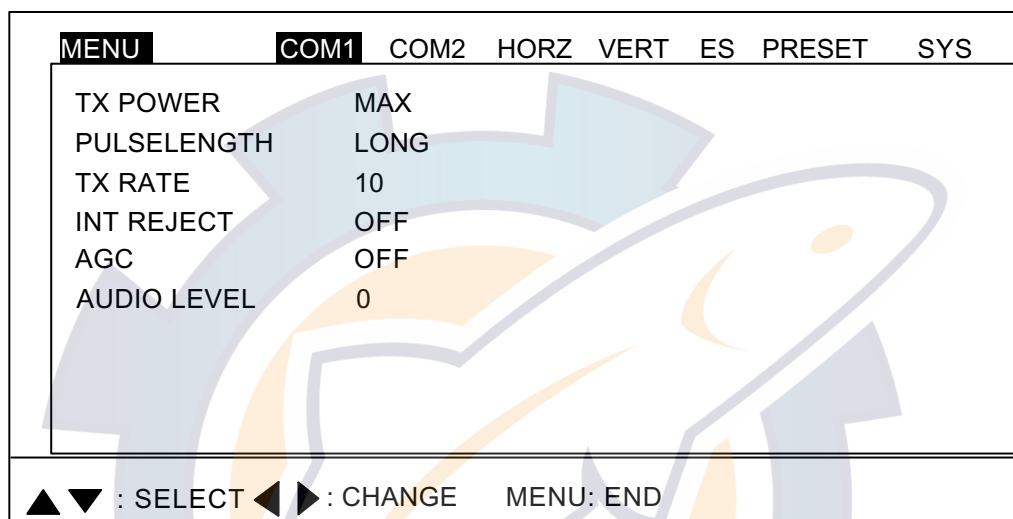 MENU COM1 COM2 HORZ VERT ES PRESET SYS
TX POWER MAX
PULSELENGTH LONG
TX RATE 10
INT REJECT OFF
AGC OFF
AUDIO LEVEL 0
▲ ▼ : SELECT ◀ ▶ : CHANGE MENU: END